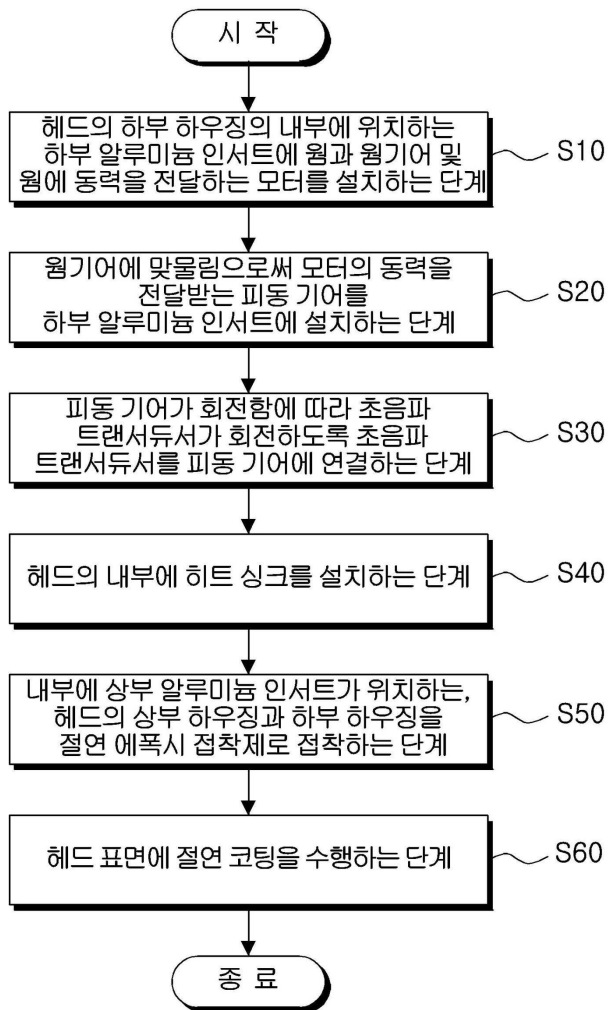 시 작
헤드의 하부 하우징의 내부에 위치하는
하부 알루미늄 인서트에 웜과 웜기어 및
웜에 동력을 전달하는 모터를 설치하는 단계
S10
웜기어에 맞물림으로써 모터의 동력을
전달받는 피동 기어를
하부 알루미늄 인서트에 설치하는 단계
S20
피동 기어가 회전함에 따라 초음파
트랜서듀서가 회전하도록 초음파
트랜서듀서를 피동 기어에 연결하는 단계
S30
헤드의 내부에 히트 싱크를 설치하는 단계
S40
내부에 상부 알루미늄 인서트가 위치하는,
헤드의 상부 하우징과 하부 하우징을
절연 에폭시 접착제로 접착하는 단계
S50
헤드 표면에 절연 코팅을 수행하는 단계
S60
종 료